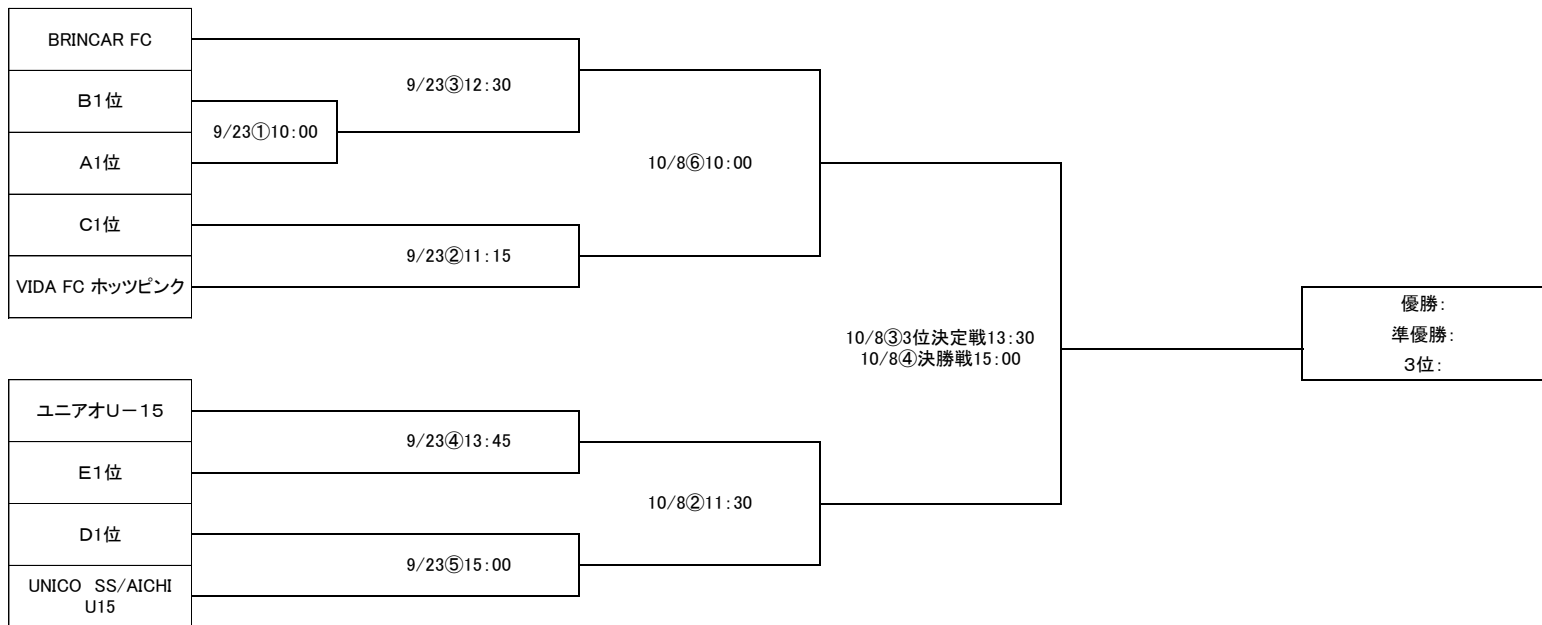 BRINCAR FC
9/23③12:30
B1位
9/23①10:00
A1位
10/8⑥10:00
C1位
9/23②11:15
VIDA FC ホッツピンク
優勝:
準優勝:
3位:
10/8③3位決定戦13:30
10/8④決勝戦15:00
ユニアオU－15
9/23④13:45
E1位
10/8②11:30
D1位
9/23⑤15:00
UNICO　SS/AICHI
U15